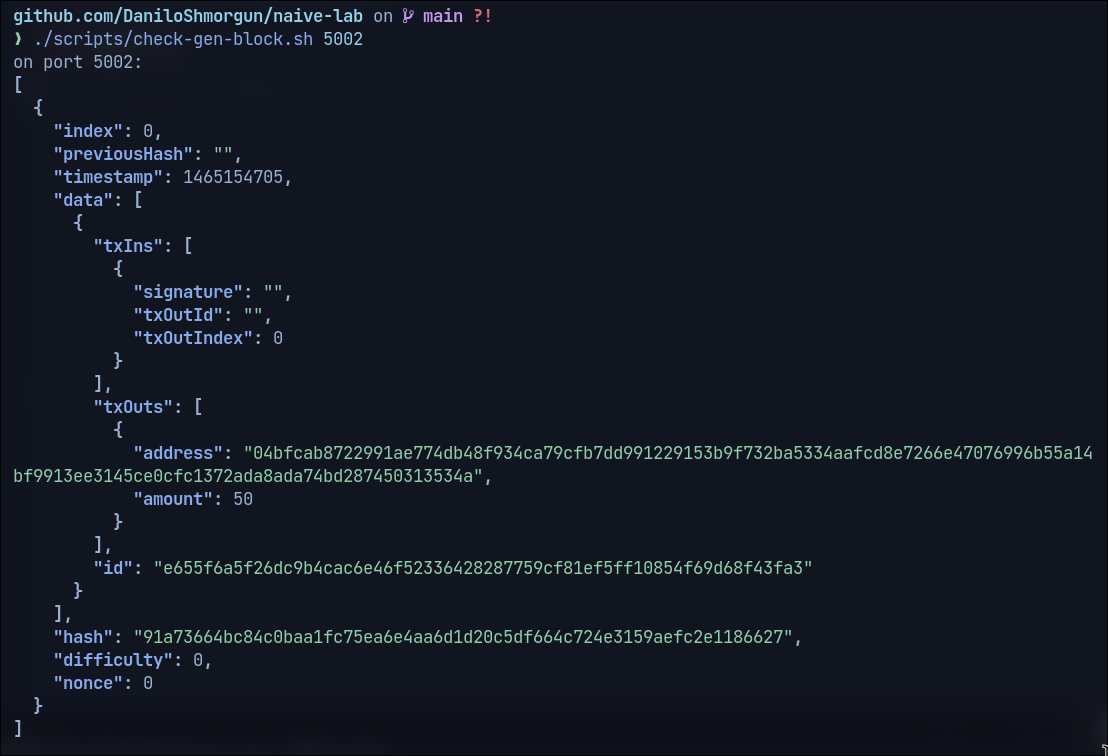 github.com/DaniloShmorgun/naive-lab on  main ?!
❯ ./scripts/check-gen-block.sh 5002
on port 5002:
[
  {
    "index": 0,
    "previousHash": "",
    "timestamp": 1465154705,
    "data": [
      {
        "txIns": [
          {
            "signature": "",
            "txOutId": "",
            "txOutIndex": 0
          }
        ],
        "txOuts": [
          {
            "address": "04bfcab8722991ae774db48f934ca79cfb7dd991229153b9f732ba5334aafcd8e7266e47076996b55a14
bf9913ee3145ce0cfc1372ada8ada74bd287450313534a",
            "amount": 50
          }
        ],
        "id": "e655f6a5f26dc9b4cac6e46f52336428287759cf81ef5ff10854f69d68f43fa3"
      }
    ],
    "hash": "91a73664bc84c0baa1fc75ea6e4aa6d1d20c5df664c724e3159aefc2e1186627",
    "difficulty": 0,
    "nonce": 0
  }
]